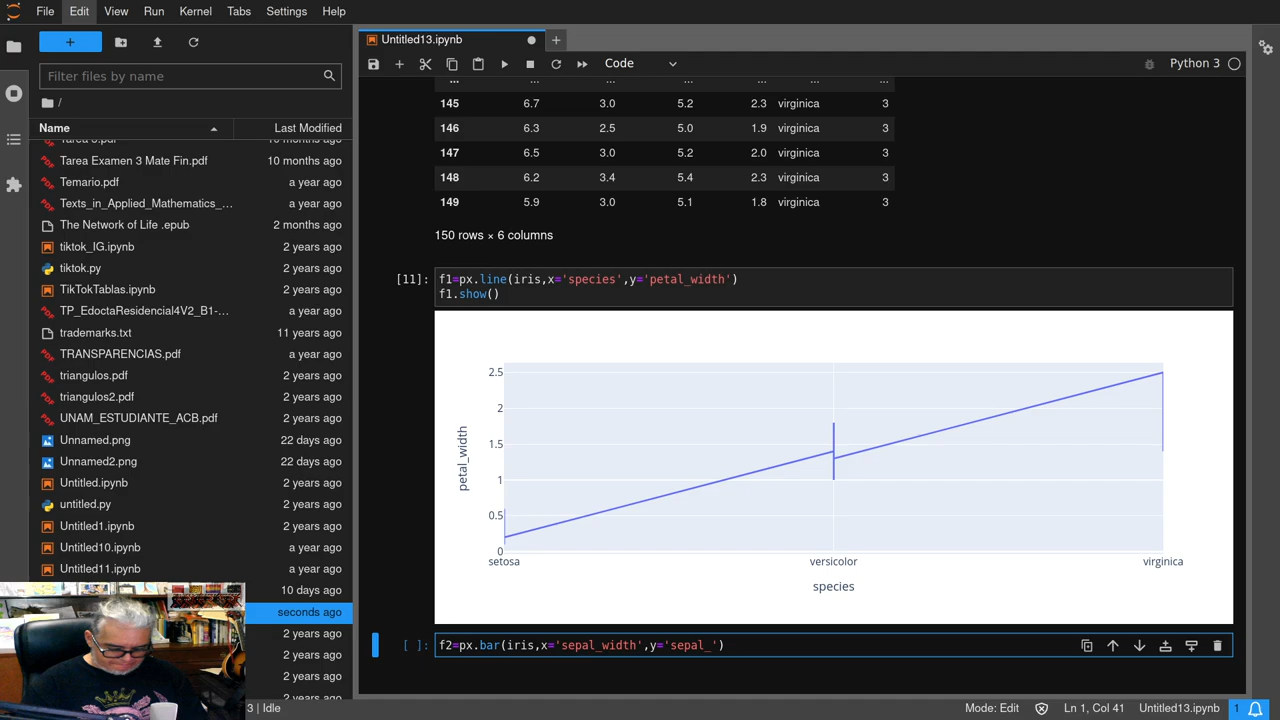 File Edit View Run Kernel Tabs Settings Help
Untitled13.ipynb
Code
Python 3
Filter files by name
/
Name Last Modified
10 months ago
Tarea Examen 3 Mate Fin.pdf 10 months ago
Temario.pdf a year ago
Texts_in_Applied_Mathematics_... a year ago
The Network of Life .epub 2 months ago
tiktok_IG.ipynb 2 years ago
tiktok.py 2 years ago
TikTokTablas.ipynb 2 years ago
TP_EdoctaResidencial4V2_B1-... a year ago
trademarks.txt 11 years ago
TRANSPARENCIAS.pdf a year ago
triangulos.pdf 2 years ago
triangulos2.pdf 2 years ago
UNAM_ESTUDIANTE_ACB.pdf 2 years ago
Unnamed.png 22 days ago
Unnamed2.png 22 days ago
Untitled.ipynb 2 years ago
untitled.py 2 years ago
Untitled1.ipynb 2 years ago
Untitled10.ipynb a year ago
Untitled11.ipynb a year ago
10 days ago
seconds ago
2 years ago
2 years ago
2 years ago
2 years ago
... ... ... ... ... ... ...
145 6.7 3.0 5.2 2.3 virginica 3
146 6.3 2.5 5.0 1.9 virginica 3
147 6.5 3.0 5.2 2.0 virginica 3
148 6.2 3.4 5.4 2.3 virginica 3
149 5.9 3.0 5.1 1.8 virginica 3
150 rows × 6 columns
[11]: f1=px.line(iris,x='species',y='petal_width')
f1.show()
2.5
2
1.5
1
0.5
0
petal_width
setosa versicolor virginica
species
[ ]: f2=px.bar(iris,x='sepal_width',y='sepal_')
3 | Idle Mode: Edit Ln 1, Col 41 Untitled13.ipynb 1